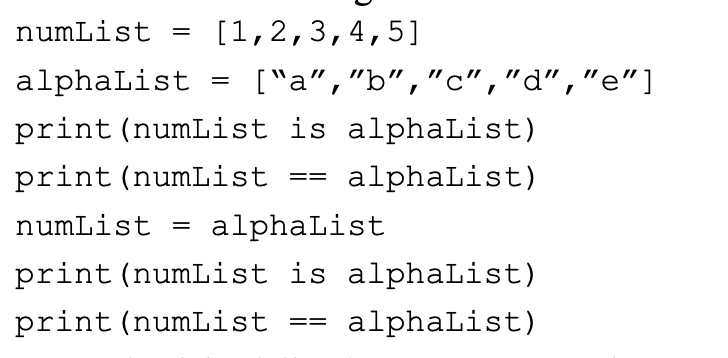 numList = [1,2,3,4,5]
alphaList = [“a”,”b”,”c”,”d”,”e”]
print(numList is alphaList)
print(numList == alphaList)
numList = alphaList
print(numList is alphaList)
print(numList == alphaList)